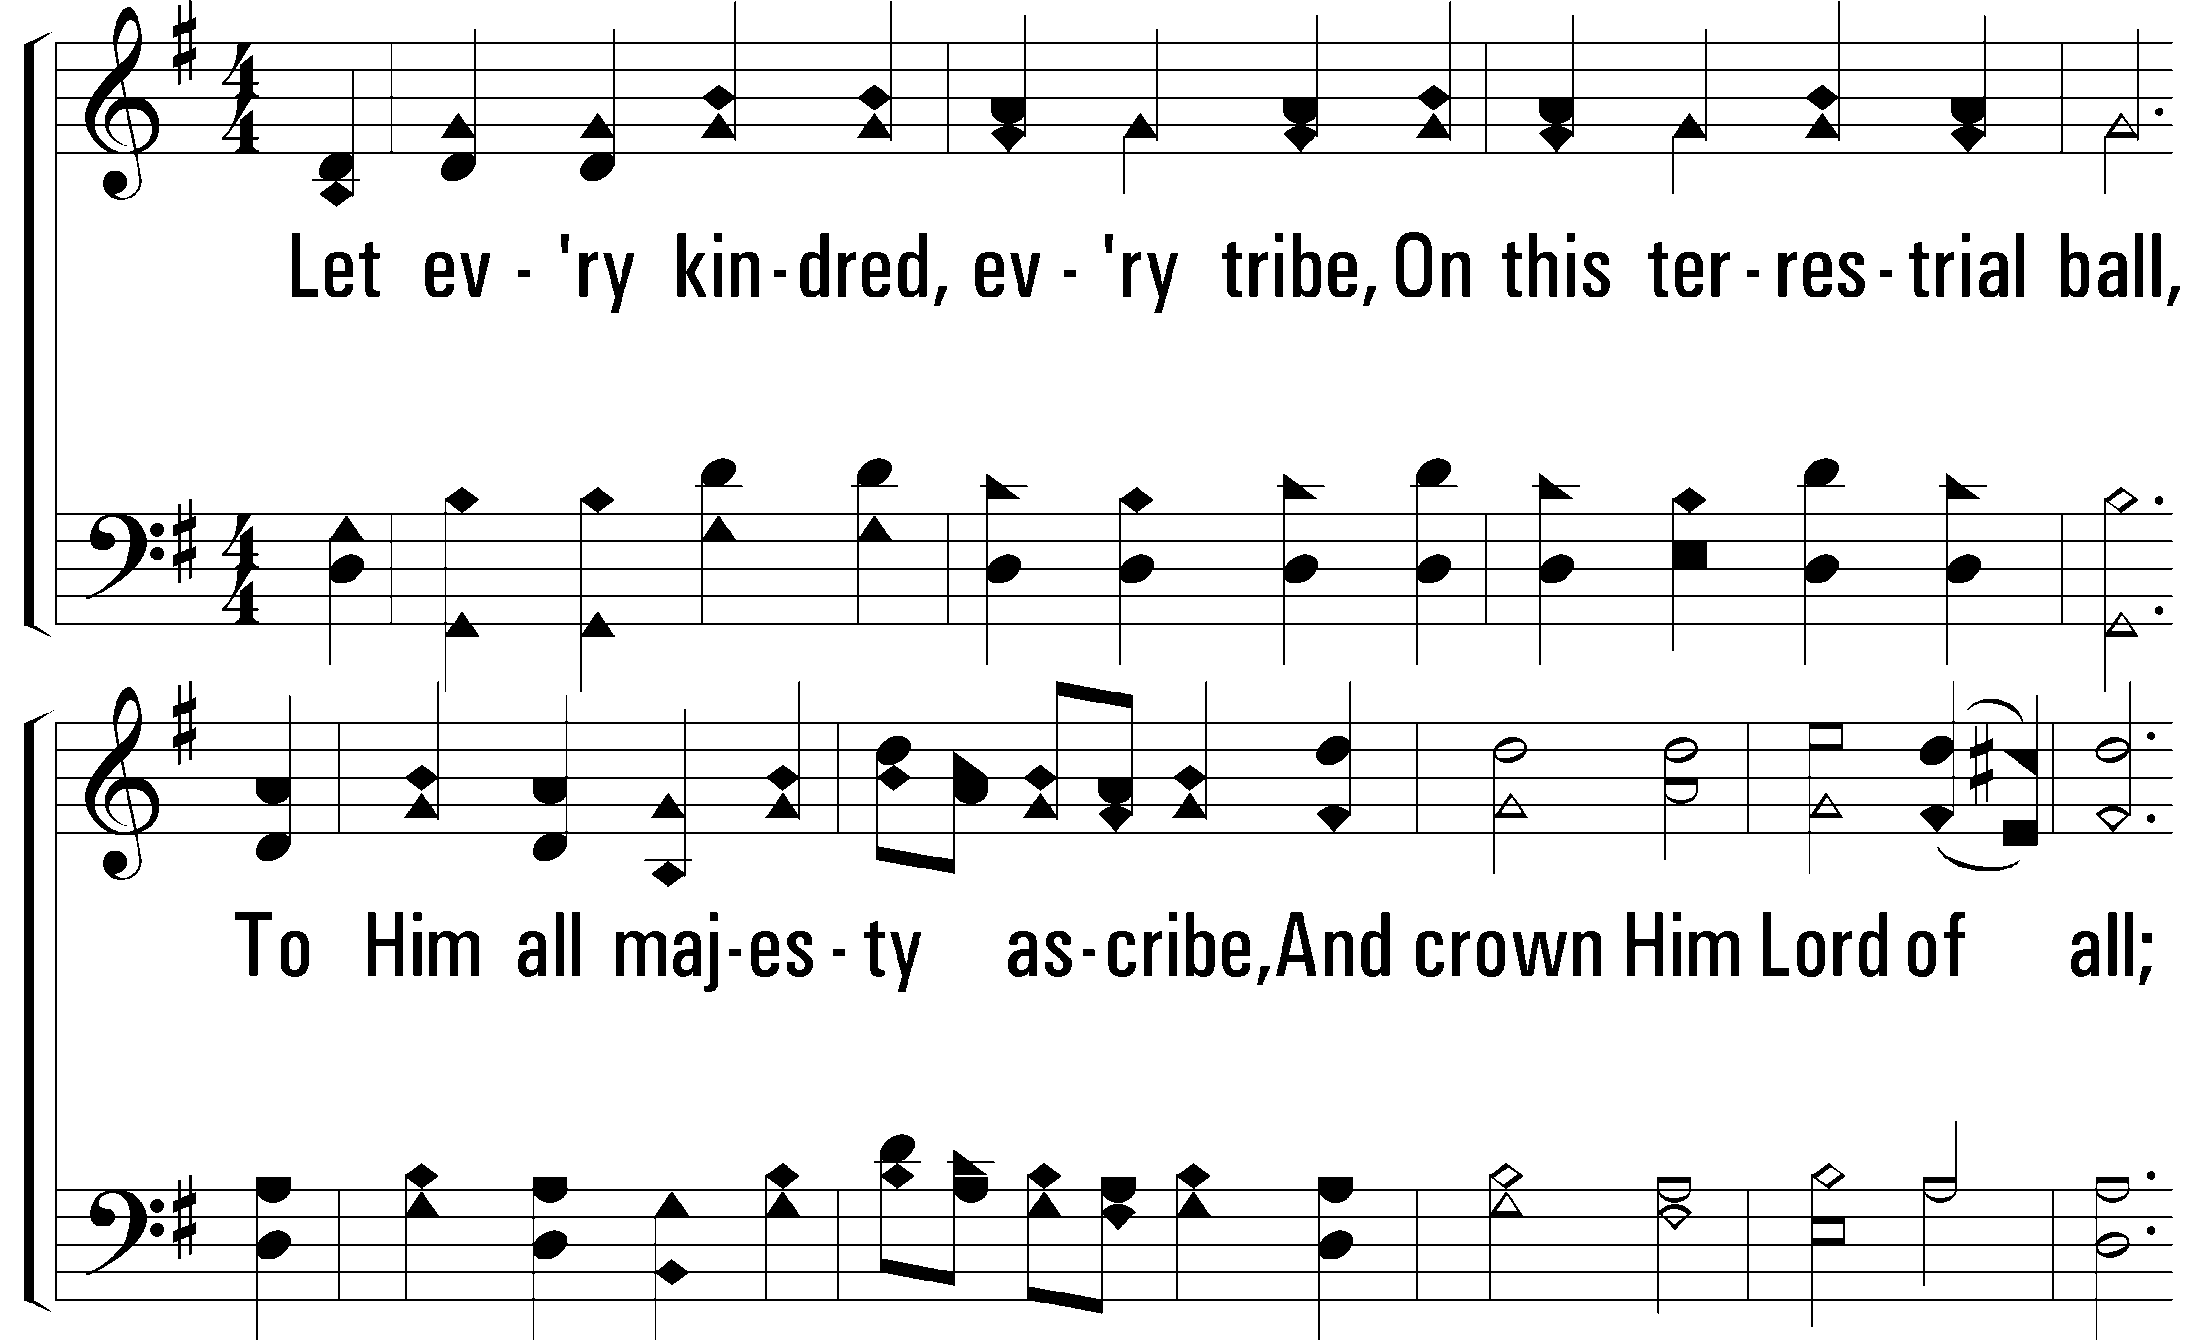 Let ev - 'ry kin - dred, ev - 'ry tribe, On this ter - res - trial ball,
To Him all maj - es - ty as - cribe, And crown Him Lord of all;